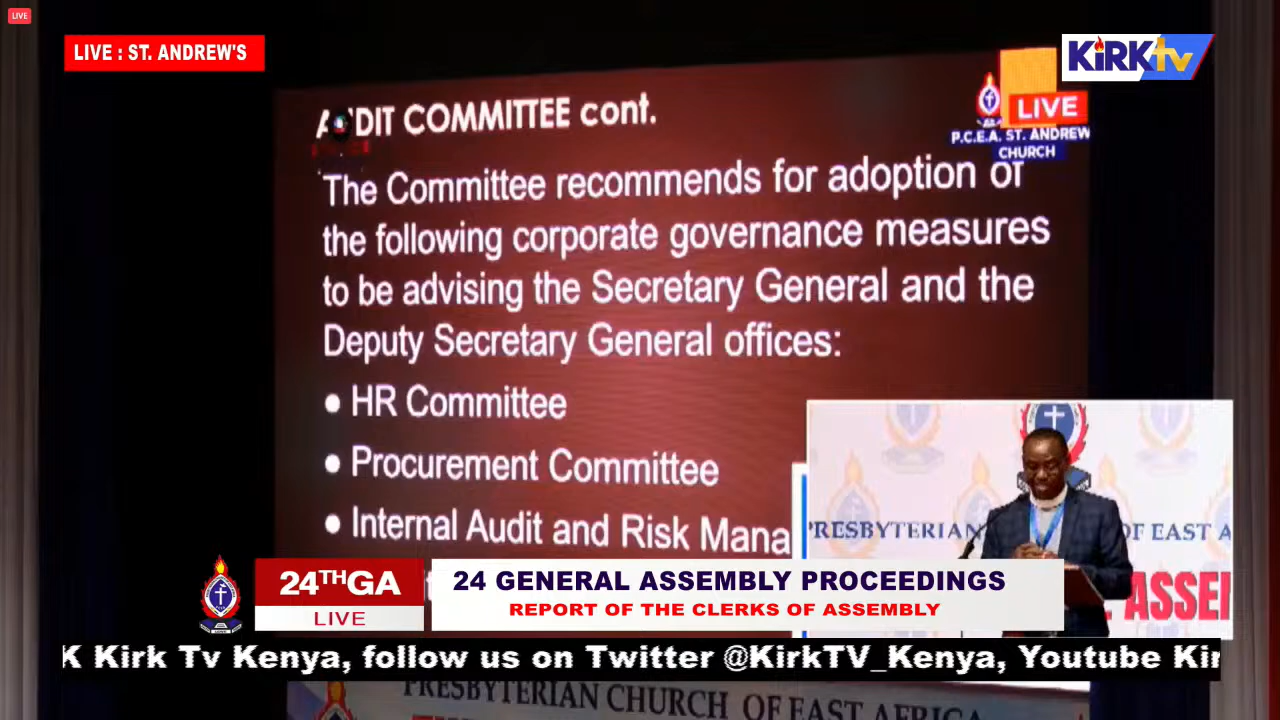 LIVE
LIVE : ST. ANDREW'S
KiRKtv
LIVE
P.C.E.A. ST. ANDREW
CHURCH
AUDIT COMMITTEE cont.
The Committee recommends for adoption of
the following corporate governance measures
to be advising the Secretary General and the
Deputy Secretary General offices:
• HR Committee
• Procurement Committee
• Internal Audit and Risk Mana
PRESBYTERIAN OF EAST A
ASSE
24THGA
LIVE
24 GENERAL ASSEMBLY PROCEEDINGS
REPORT OF THE CLERKS OF ASSEMBLY
K Kirk Tv Kenya, follow us on Twitter @KirkTV_Kenya, Youtube Kir
PRESBYTERIAN CHURCH OF EAST AFRICA